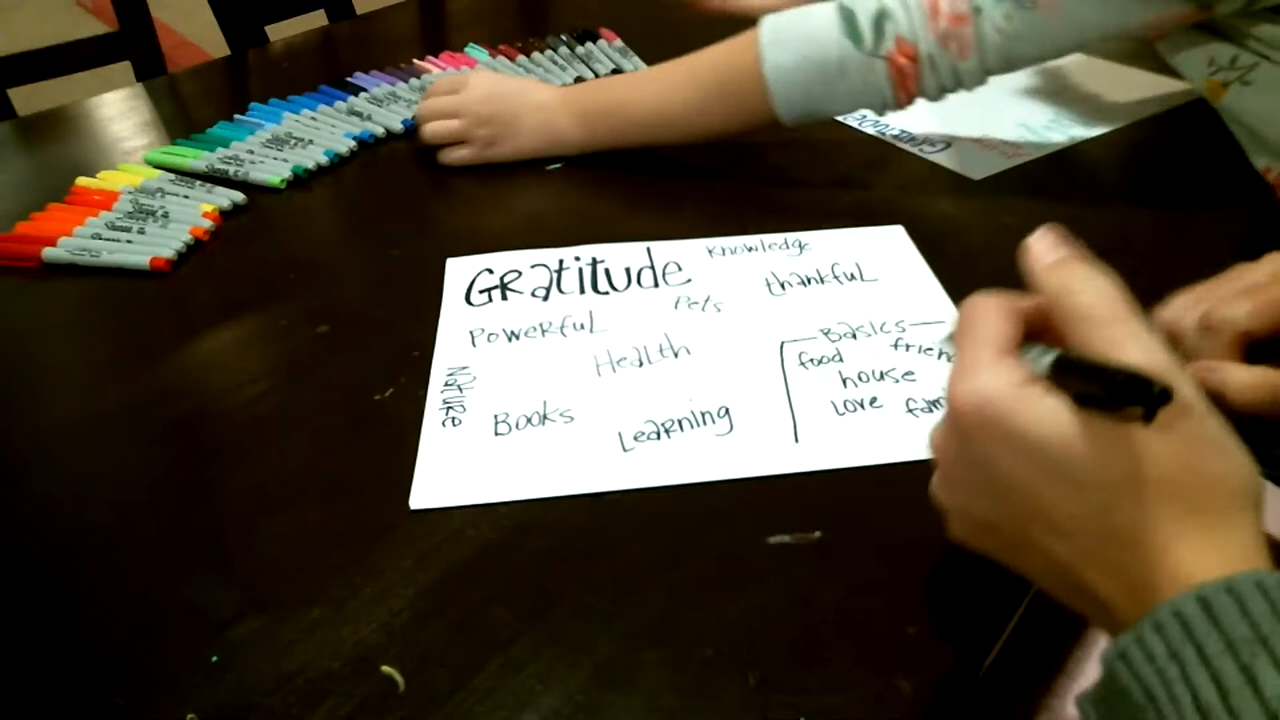 GRatitude
Knowledge
thankful
Pets
Powerful
Health
Basics
food
house
Love
Nature
Books
Learning